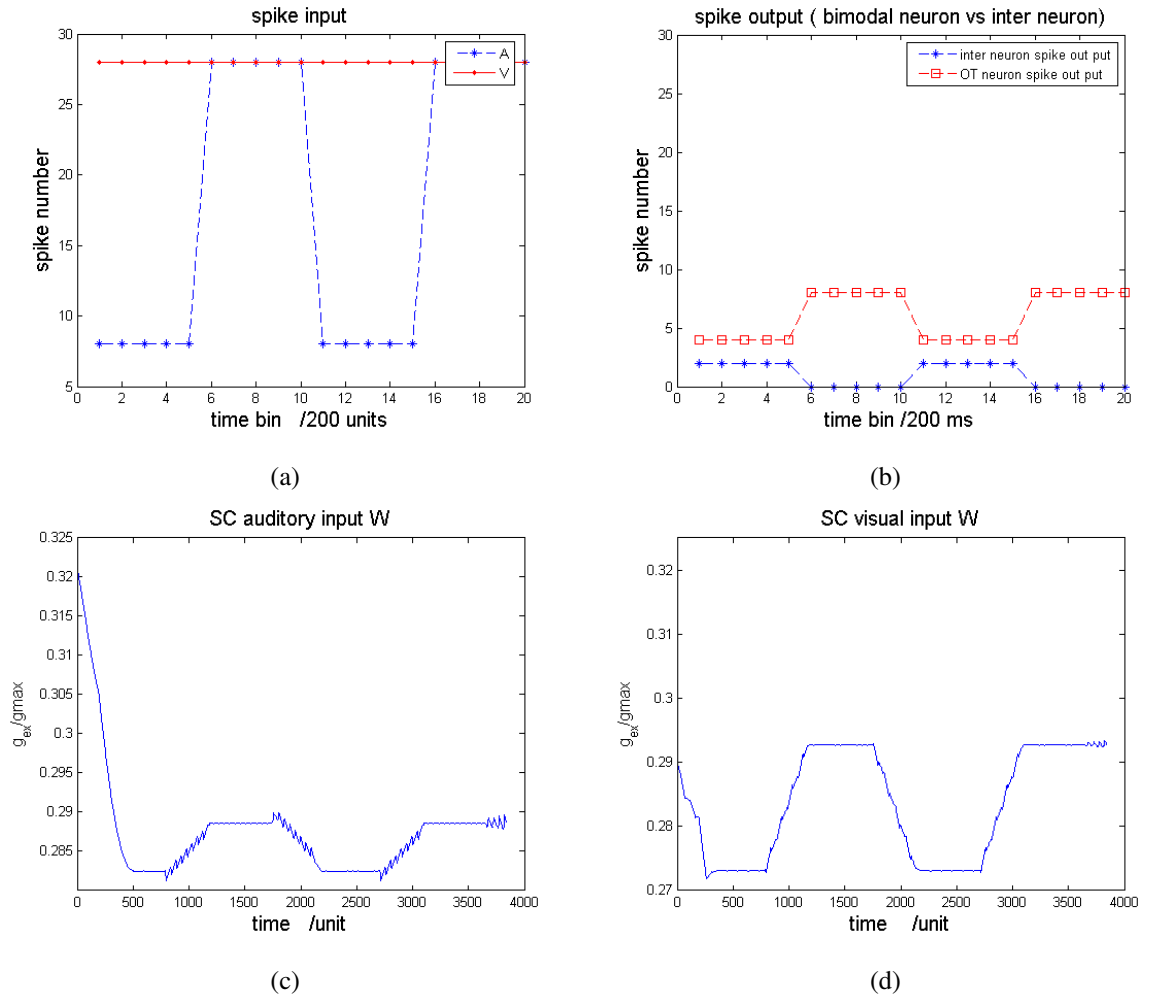 spike input
30
25
20
15
10
5
0 2 4 6 8 10 12 14 16 18 20
spike number
time bin /200 units
A
V
(a)
spike output ( bimodal neuron vs inter neuron)
30
25
20
15
10
5
0
0 2 4 6 8 10 12 14 16 18 20
spike number
time bin /200 ms
inter neuron spike out put
OT neuron spike out put
(b)
SC auditory input W
0.325
0.32
0.315
0.31
0.305
0.3
0.295
0.29
0.285
0 500 1000 1500 2000 2500 3000 3500 4000
gex/gmax
time /unit
(c)
SC visual input W
0.32
0.31
0.3
0.29
0.28
0.27
0 500 1000 1500 2000 2500 3000 3500 4000
gex/gmax
time /unit
(d)